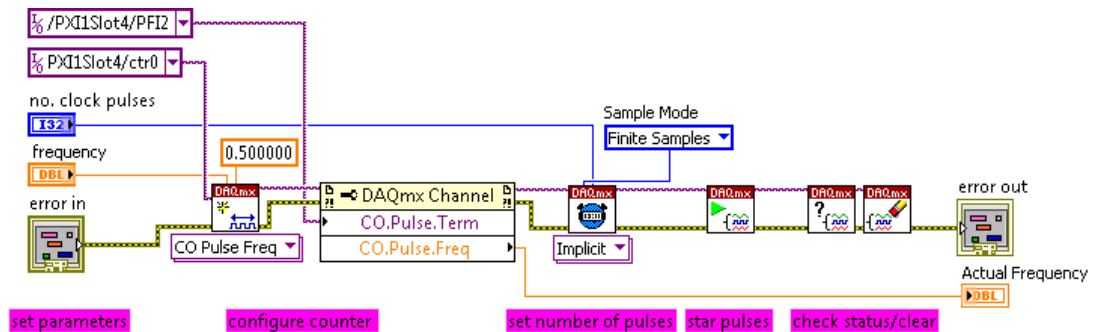 /PXI1Slot4/PFI2
PXI1Slot4/ctr0
no. clock pulses
I32
frequency
DBL
0.500000
error in
DAQmx
CO Pulse Freq
DAQmx Channel
CO.Pulse.Term
CO.Pulse.Freq
Sample Mode
Finite Samples
DAQmx
Implicit
DAQmx
DAQmx
DAQmx
error out
Actual Frequency
DBL
set parameters
configure counter
set number of pulses
star pulses
check status/clear